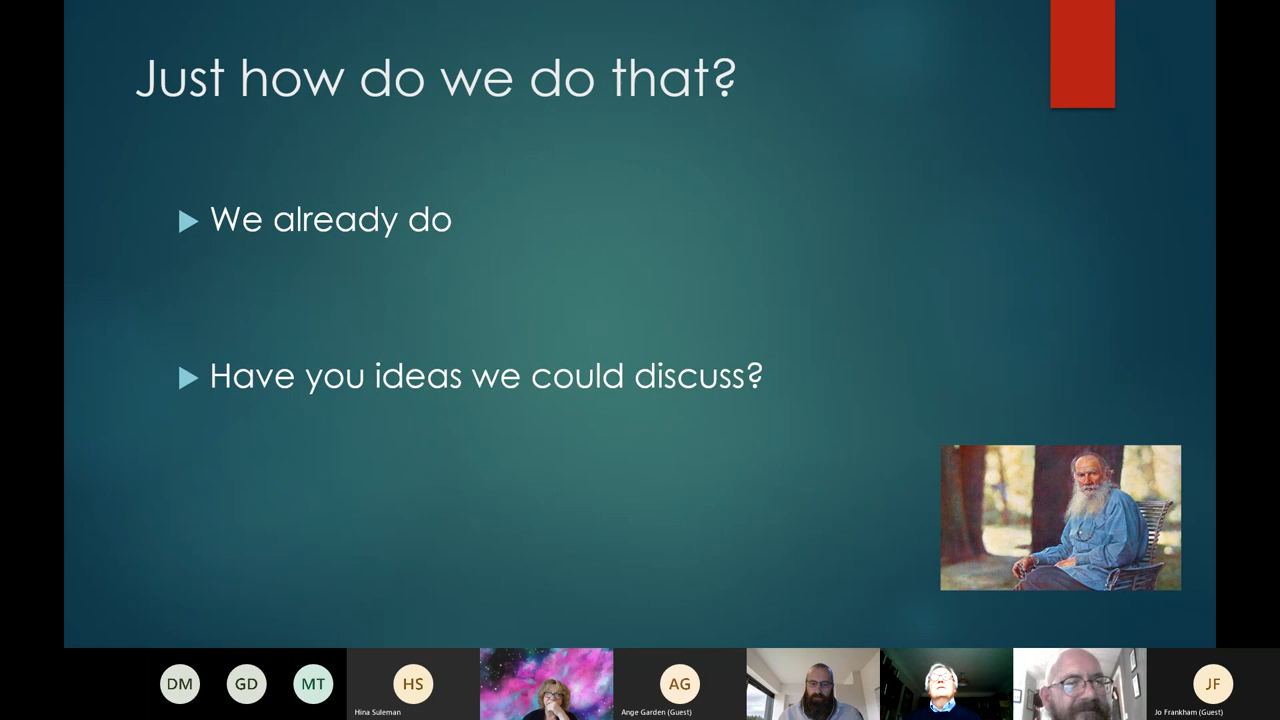 Just how do we do that?
We already do
Have you ideas we could discuss?
DM
GD
MT
HS
AG
JF
Hina Suleman
Ange Garden (Guest)
Jo Frankham (Guest)